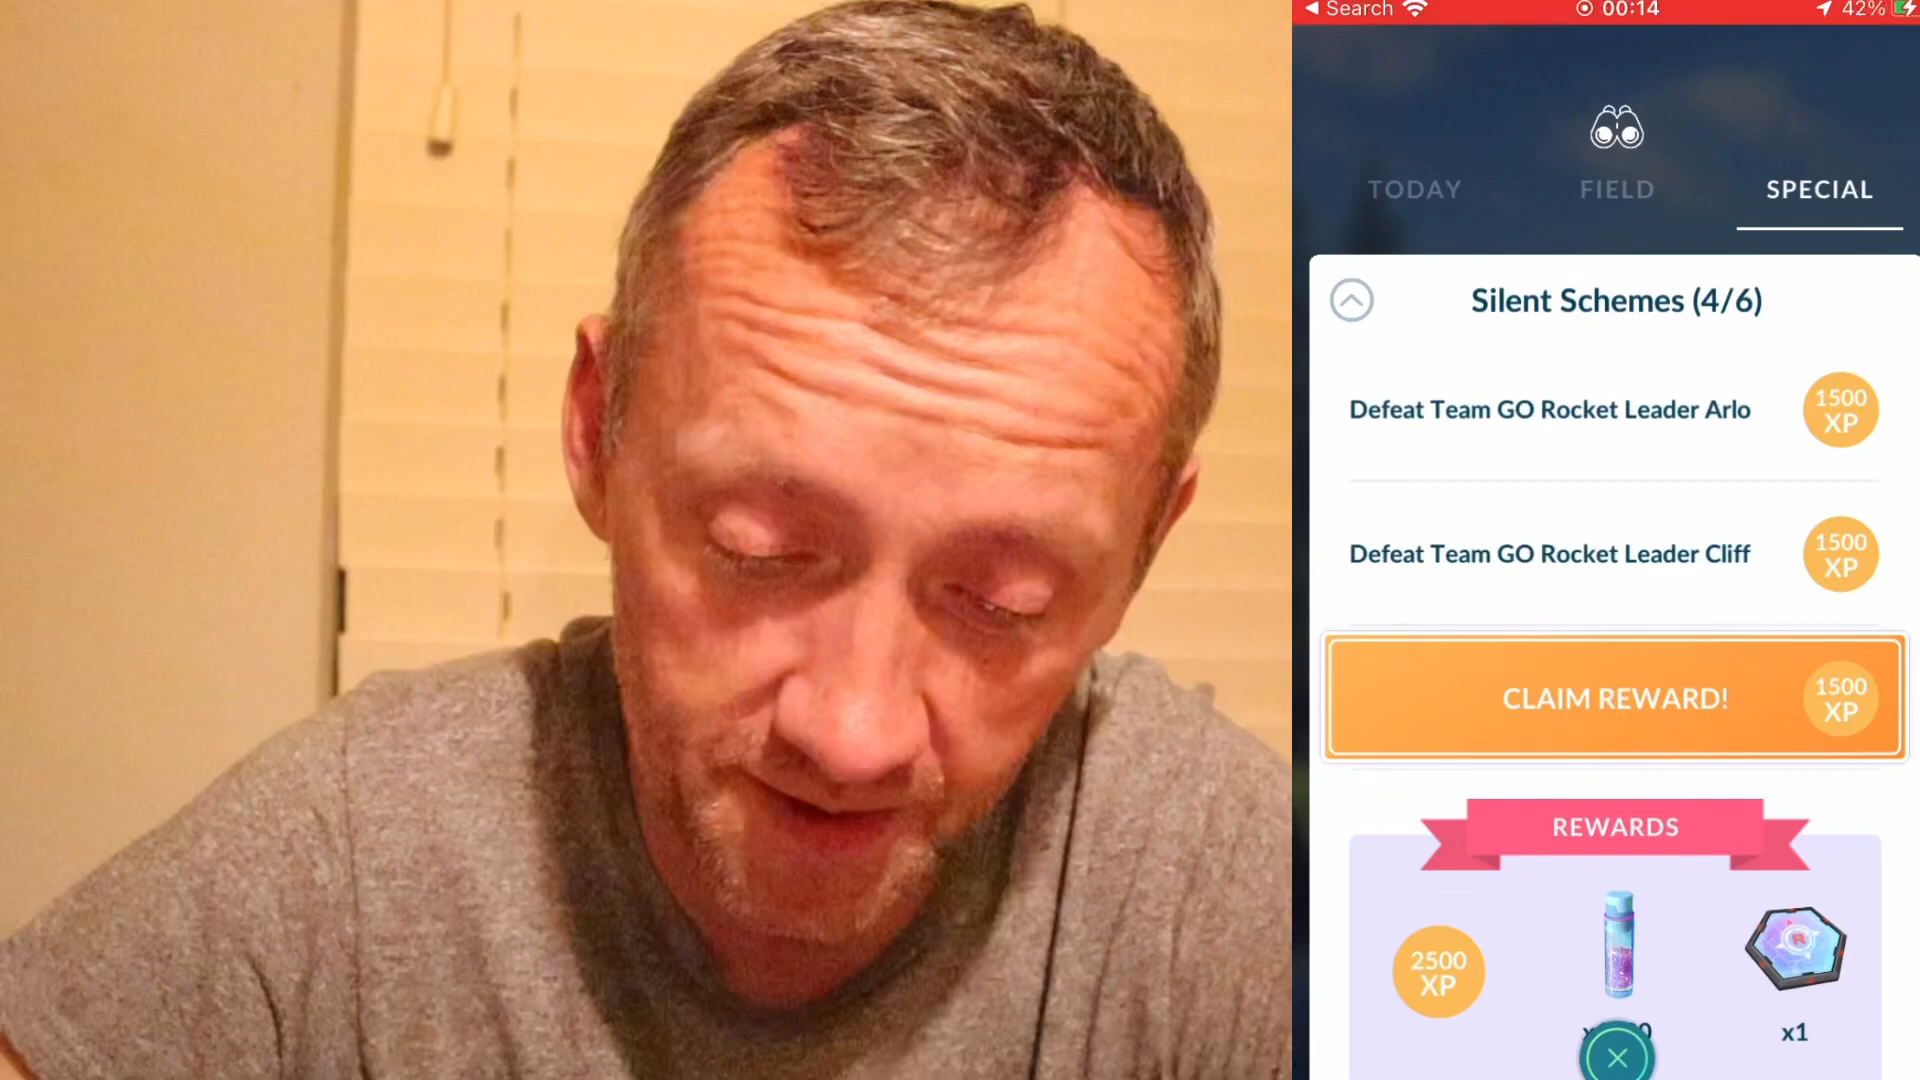 Search 00:14 42%
TODAY FIELD SPECIAL
Silent Schemes (4/6)
Defeat Team GO Rocket Leader Arlo
1500
XP
Defeat Team GO Rocket Leader Cliff
1500
XP
CLAIM REWARD!
1500
XP
REWARDS
2500
XP
R
x1